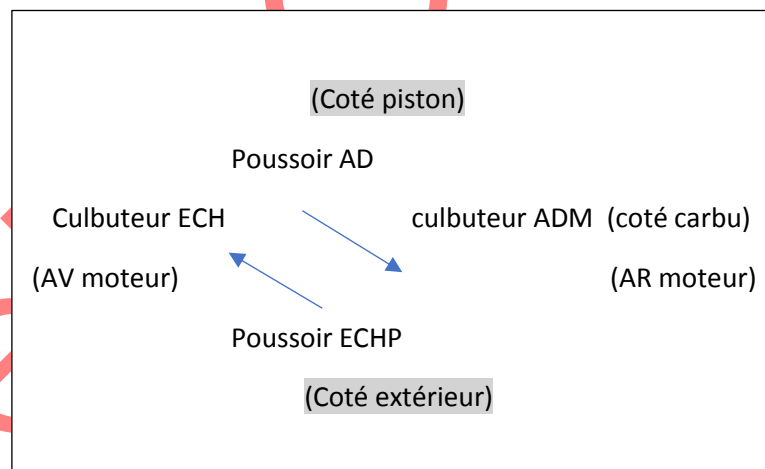 (Coté piston)
Poussoir AD
Culbuteur ECH culbuteur ADM (coté carbu)
(AV moteur) (AR moteur)
Poussoir ECHP
(Coté extérieur)